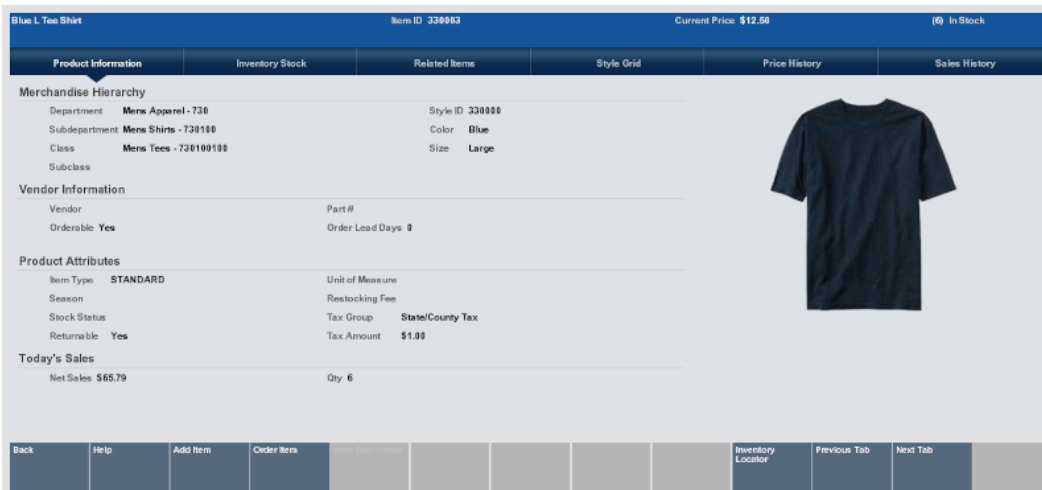 Blue L Tee Shirt Item ID 330003 Current Price $12.50 (6) In Stock
Product Information Inventory Stock Related Items Style Grid Price History Sales History
Merchandise Hierarchy
Department Mens Apparel - 730 Style ID 330000
Subdepartment Mens Shirts - 730100 Color Blue
Class Mens Tees - 730100100 Size Large
Subclass
Vendor Information
Vendor Part #
Orderable Yes Order Lead Days 0
Product Attributes
Item Type STANDARD Unit of Measure
Season Restocking Fee
Stock Status Tax Group State/County Tax
Returnable Yes Tax Amount $1.00
Today's Sales
Net Sales $65.79 Qty 6
Back Help Add Item Order Item Inventory Locator Previous Tab Next Tab